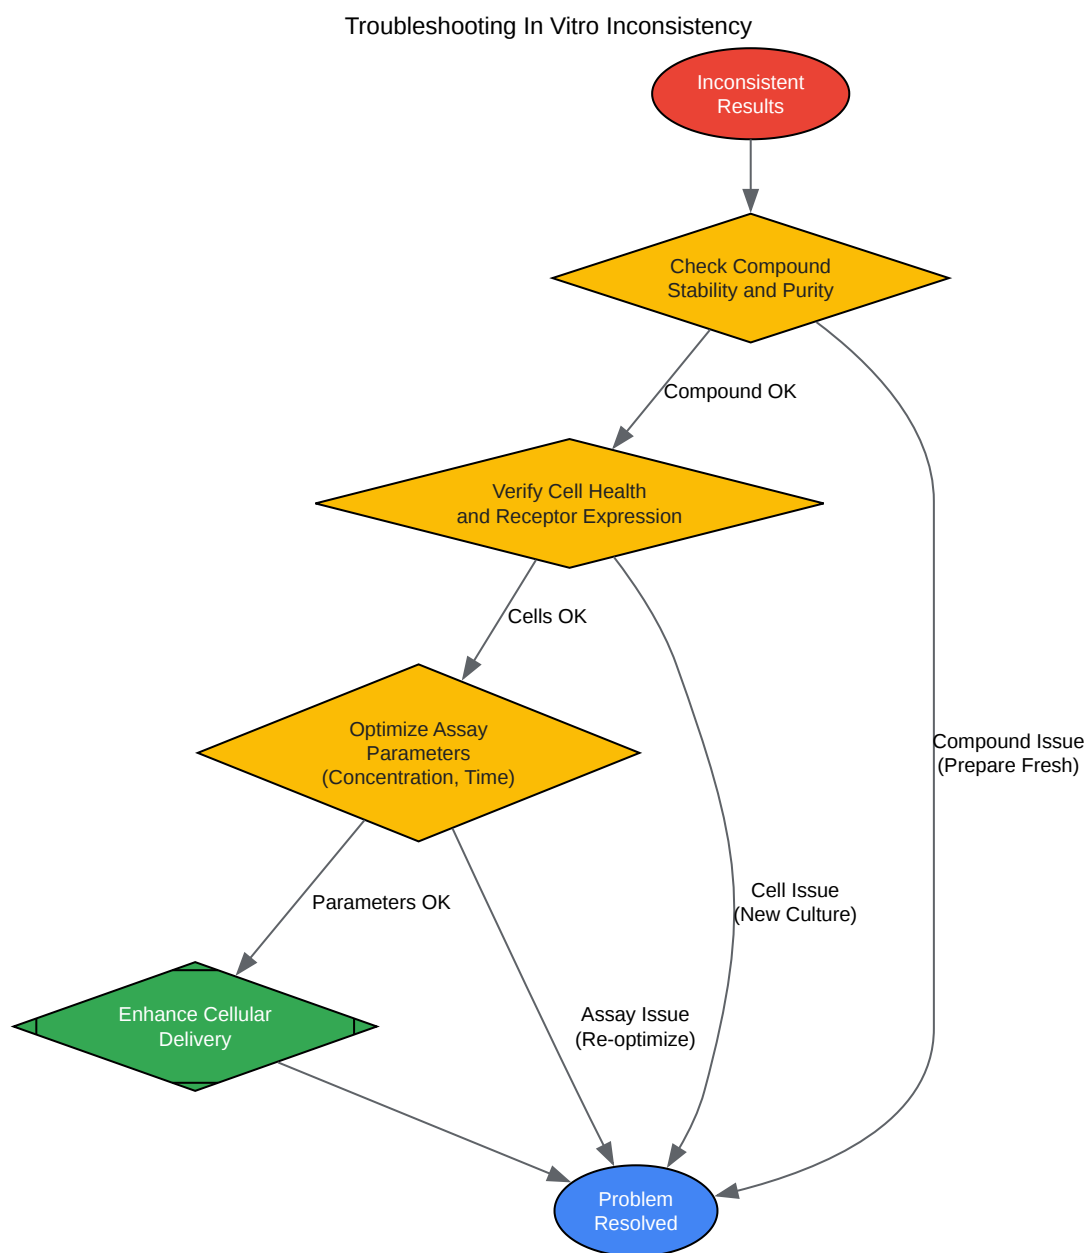 Troubleshooting In Vitro Inconsistency
Inconsistent
Results
Check Compound
Stability and Purity
Compound OK
Verify Cell Health
and Receptor Expression
Cells OK
Optimize Assay
Parameters
(Concentration, Time)
Compound Issue
(Prepare Fresh)
Parameters OK
Cell Issue
(New Culture)
Enhance Cellular
Delivery
Assay Issue
(Re-optimize)
Problem
Resolved